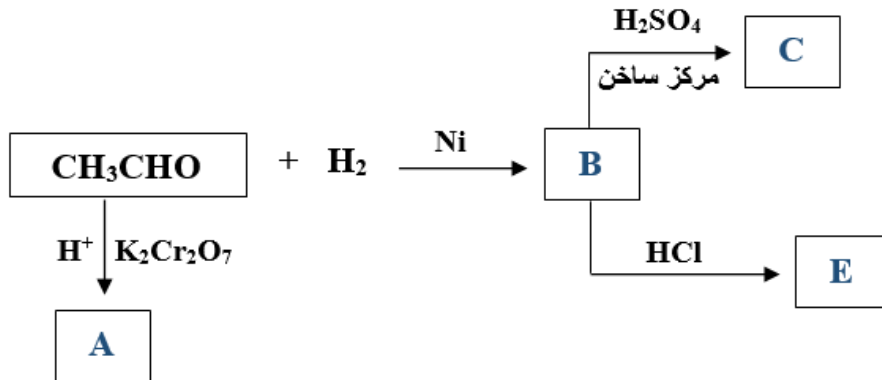 H₂SO₄
C
مركز ساخن
CH₃CHO + H₂
Ni
B
H⁺ K₂Cr₂O₇
HCl
E
A